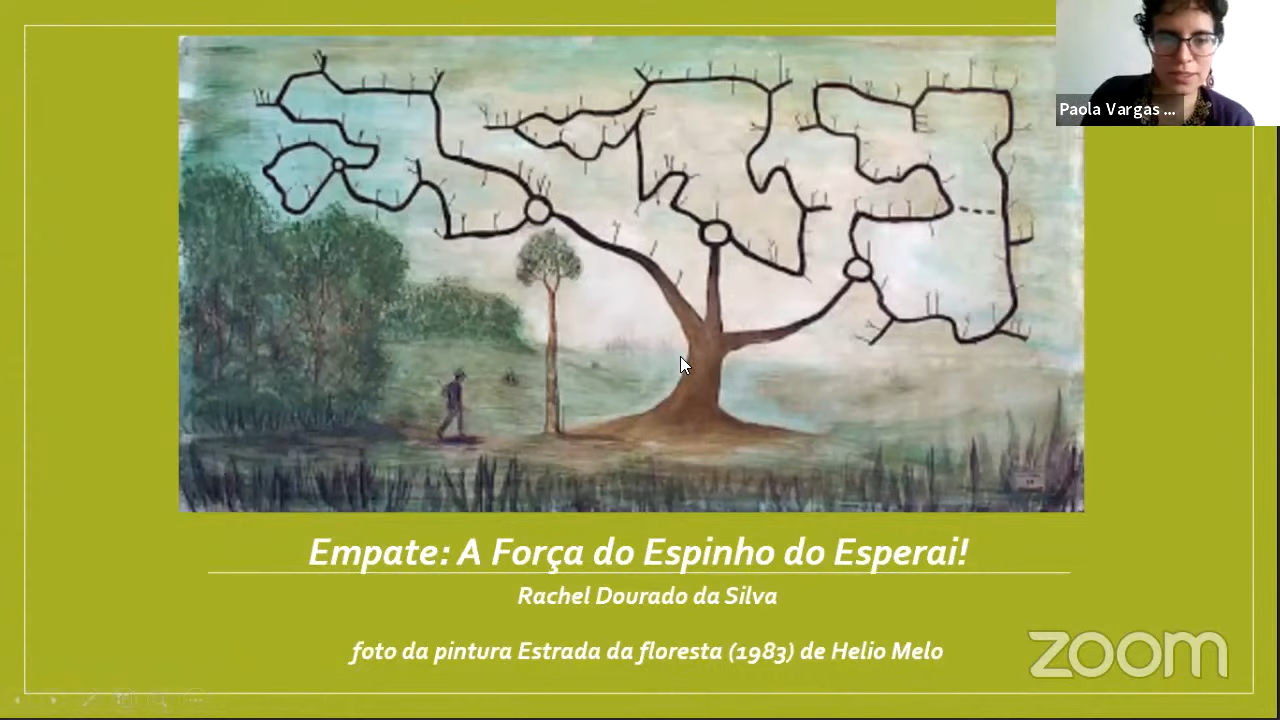 Paola Vargas ...
Empate: A Força do Espinho do Esperai!
Rachel Dourado da Silva
foto da pintura Estrada da floresta (1983) de Helio Melo
zoom